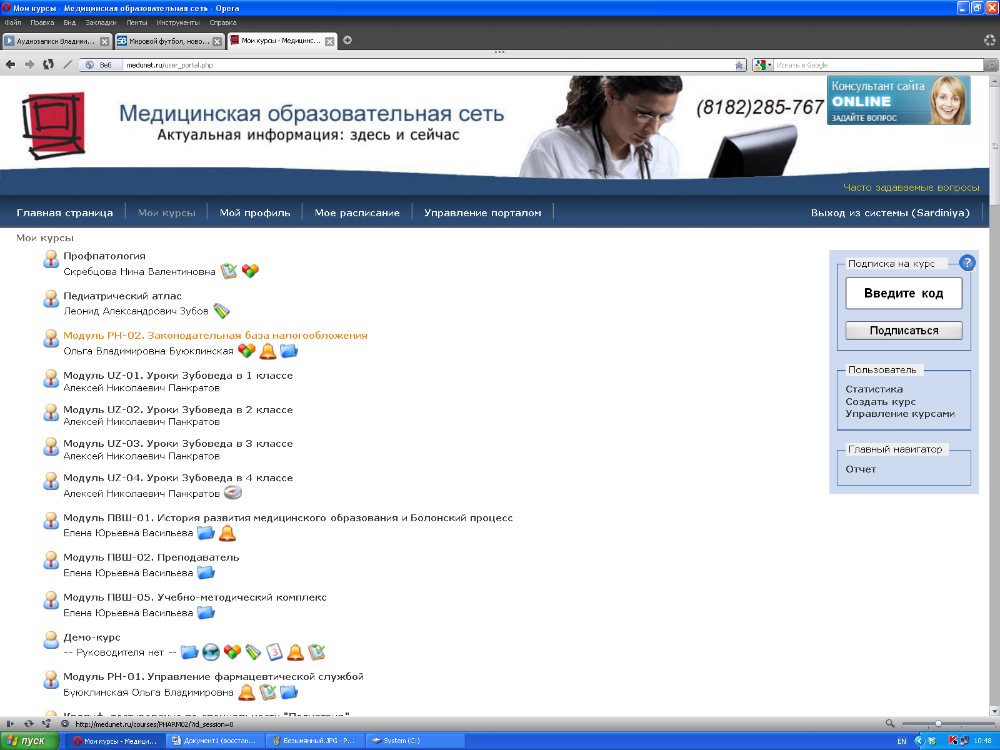 Мои курсы - Медицинская образовательная сеть - Opera
Файл Правка Вид Закладки Ленты Инструменты Справка
Аудиозаписи Владими... Мировой футбол, ново... Мои курсы - Медицинс...
Веб medunet.ru/user_portal.php Искать в Google
Медицинская образовательная сеть
Актуальная информация: здесь и сейчас
(8182)285-767
Консультант сайта
ONLINE
ЗАДАЙТЕ ВОПРОС
Часто задаваемые вопросы
Главная страница Мои курсы Мой профиль Мое расписание Управление порталом Выход из системы (Sardiniya)
Мои курсы
Профпатология
Скребцова Нина Валентиновна
Педиатрический атлас
Леонид Александрович Зубов
Модуль PH-02. Законодательная база налогообложения
Ольга Владимировна Буюклинская
Модуль UZ-01. Уроки Зубоведа в 1 классе
Алексей Николаевич Панкратов
Модуль UZ-02. Уроки Зубоведа в 2 классе
Алексей Николаевич Панкратов
Модуль UZ-03. Уроки Зубоведа в 3 классе
Алексей Николаевич Панкратов
Модуль UZ-04. Уроки Зубоведа в 4 классе
Алексей Николаевич Панкратов
Модуль ПВШ-01. История развития медицинского образования и Болонский процесс
Елена Юрьевна Васильева
Модуль ПВШ-02. Преподаватель
Елена Юрьевна Васильева
Модуль ПВШ-05. Учебно-методический комплекс
Елена Юрьевна Васильева
Демо-курс
-- Руководителя нет -- 3
Модуль PH-01. Управление фармацевтической службой
Буюклинская Ольга Владимировна
Квалиф. тестирование по специальности "Педиатрия"
Подписка на курс ?
Введите код
Подписаться
Пользователь
Статистика
Создать курс
Управление курсами
Главный навигатор
Отчет
http://medunet.ru/courses/PHARM02/?id_session=0
пуск Мои курсы - Медици... Документ1 (восстан... Безымянный.JPG - P... System (C:) EN 10:48